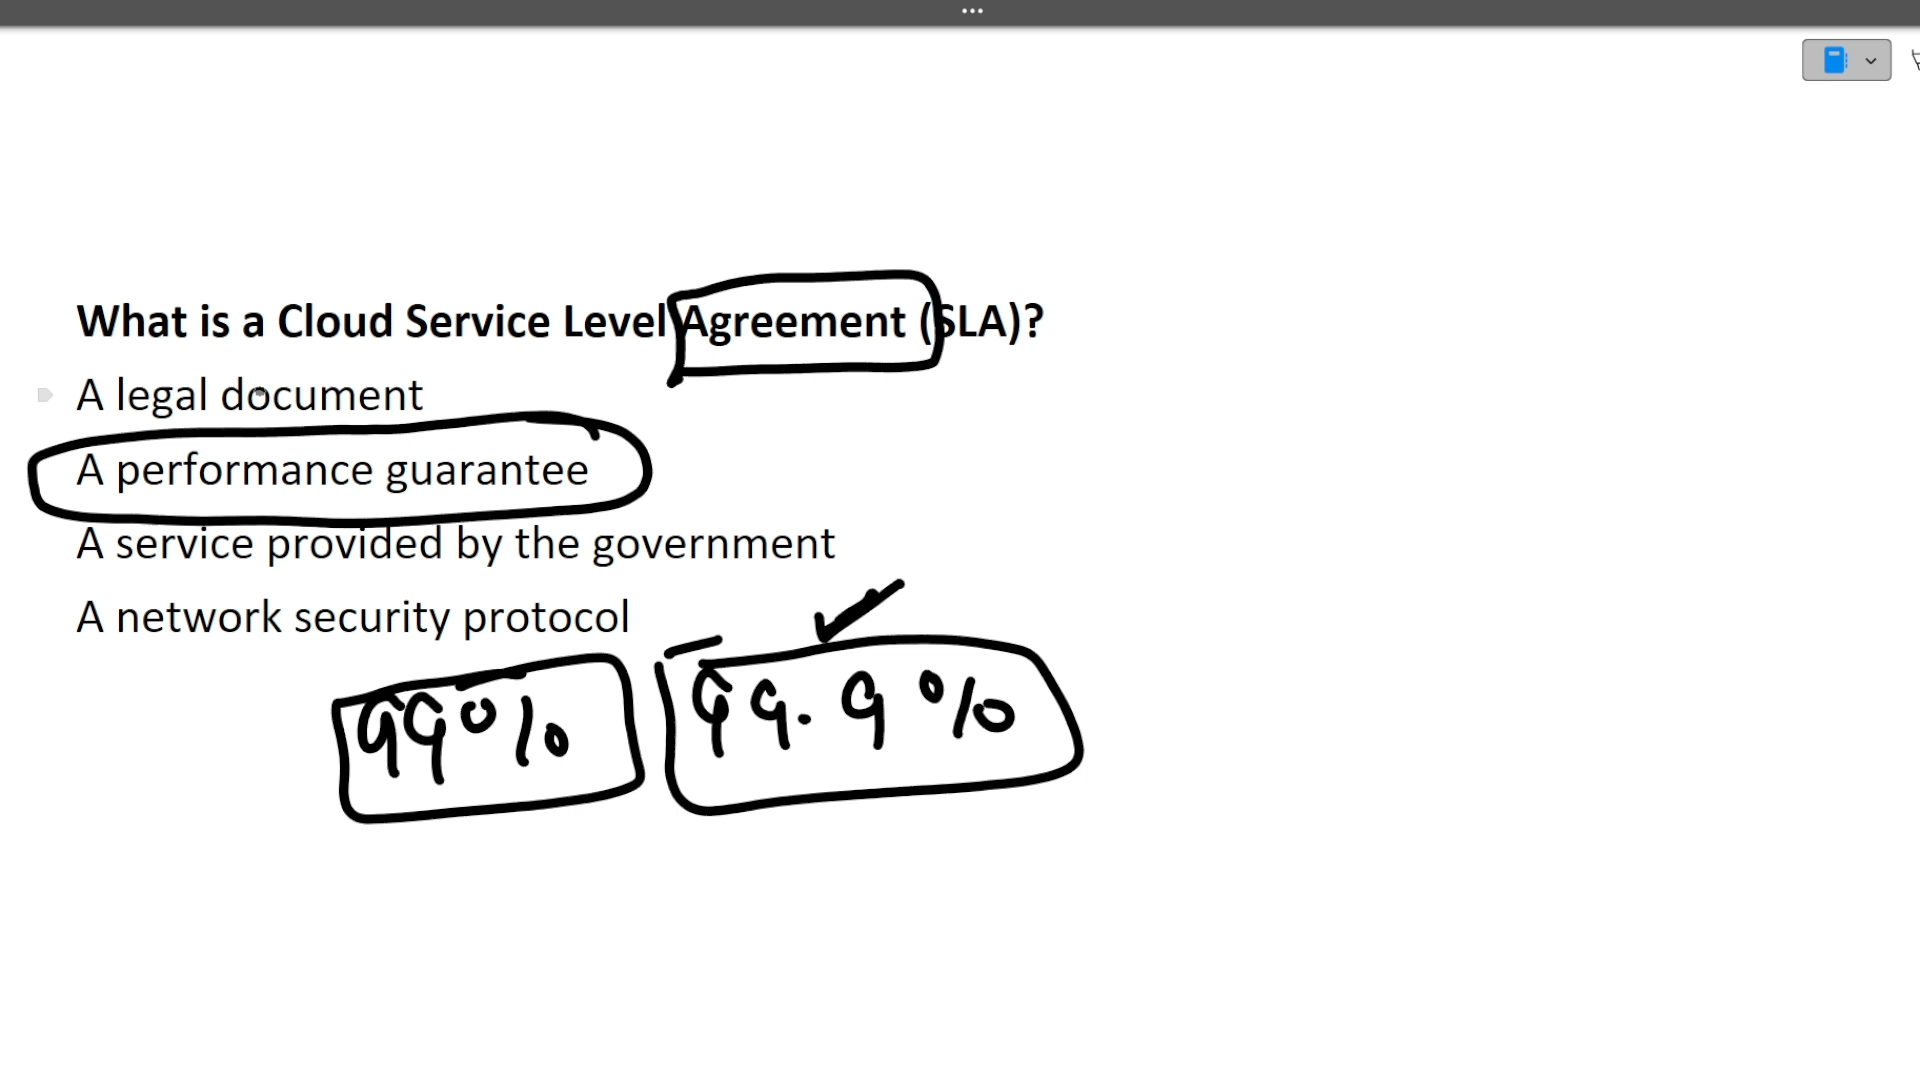 What is a Cloud Service Level Agreement (SLA)?
A legal document
A performance guarantee
A service provided by the government
A network security protocol
99% 99.9%